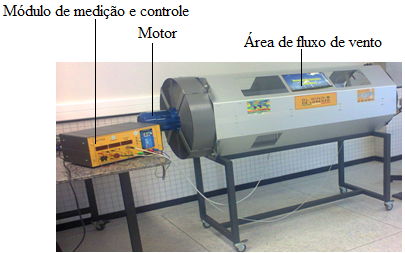 Módulo de medição e controle
Motor
Área de fluxo de vento